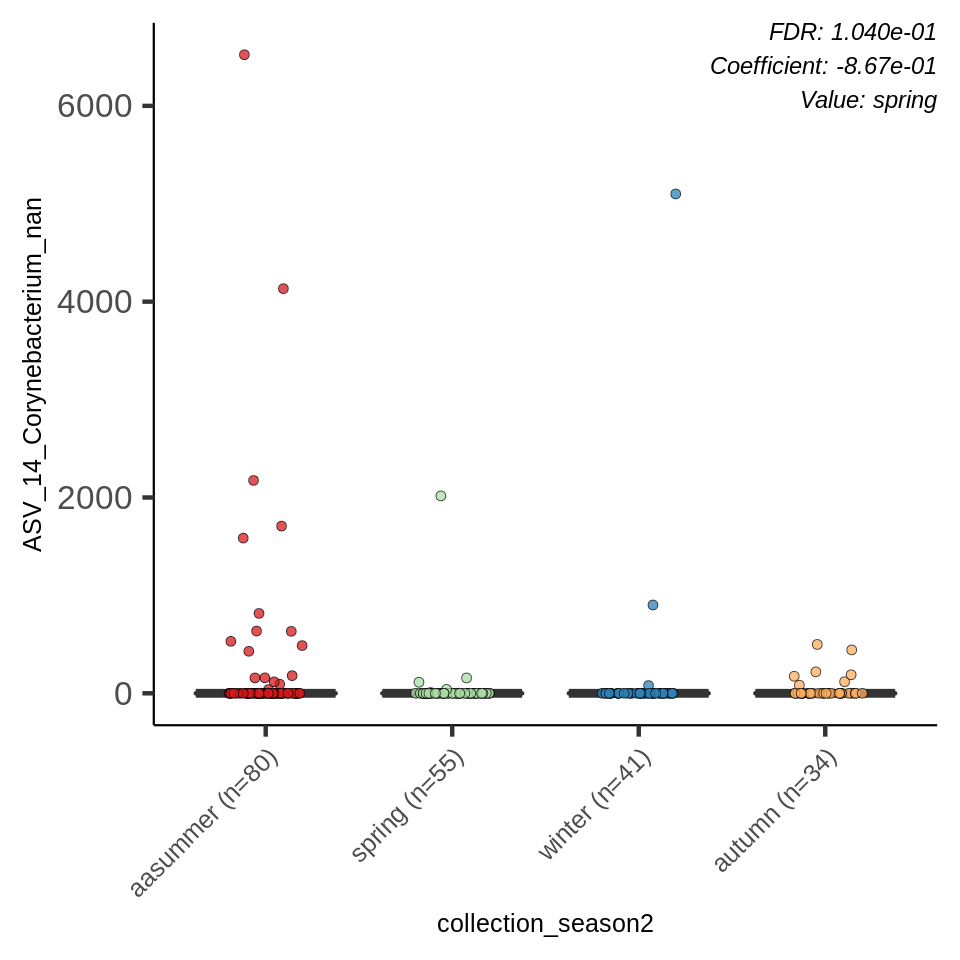 FDR: 1.040e-01
Coefficient: -8.67e-01
Value: spring
ASV_14_Corynebacterium_nan
6000
4000
2000
0
aasummer (n=80)
spring (n=55)
winter (n=41)
autumn (n=34)
collection_season2